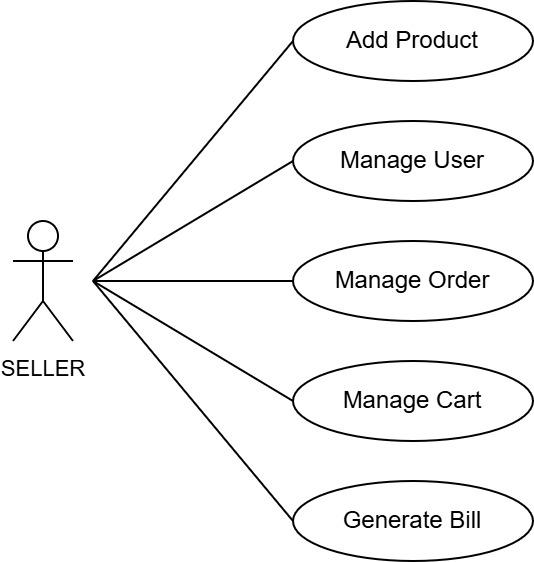 Add Product
Manage User
Manage Order
SELLER
Manage Cart
Generate Bill